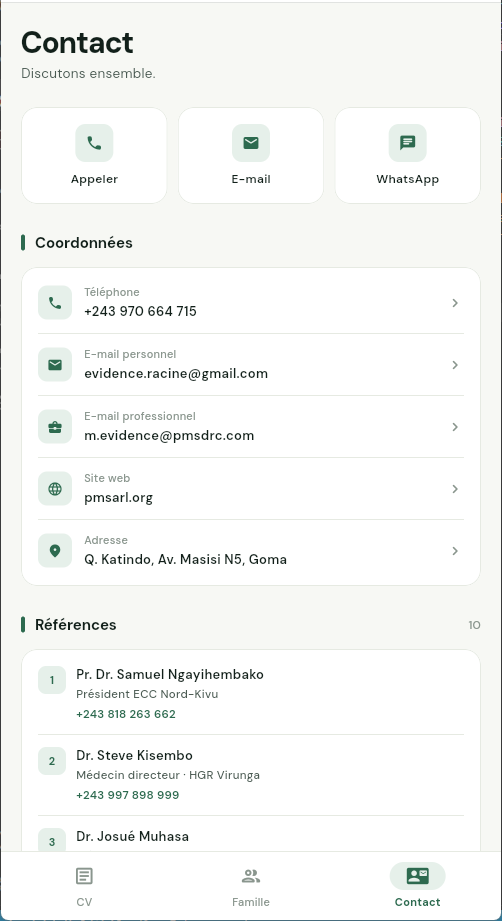 Contact
Discutons ensemble.
Appeler
E-mail
WhatsApp
Coordonnées
Téléphone
+243 970 664 715
E-mail personnel
evidence.racine@gmail.com
E-mail professionnel
m.evidence@pmsdrc.com
Site web
pmsarl.org
Adresse
Q. Katindo, Av. Masisi N5, Goma
Références
10
1
Pr. Dr. Samuel Ngayihembako
Président ECC Nord-Kivu
+243 818 263 662
2
Dr. Steve Kisembo
Médecin directeur · HGR Virunga
+243 997 898 999
3
Dr. Josué Muhasa
CV
Famille
Contact